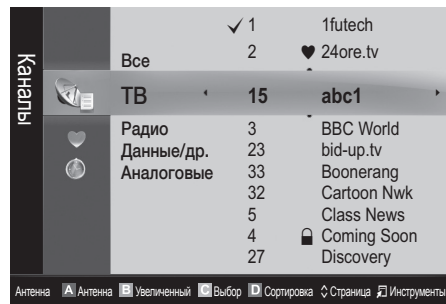 Каналы
✓ 1 1futech
Все 2 ♥ 24ore.tv
ТВ 15 abc1
Радио 3 BBC World
Данные/др. 23 bid-up.tv
Аналоговые 33 Boonerang
32 Cartoon Nwk
5 Class News
4 Coming Soon
27 Discovery
Антенна A Антенна B Увеличенный C Выбор D Сортировка Страница Инструменты